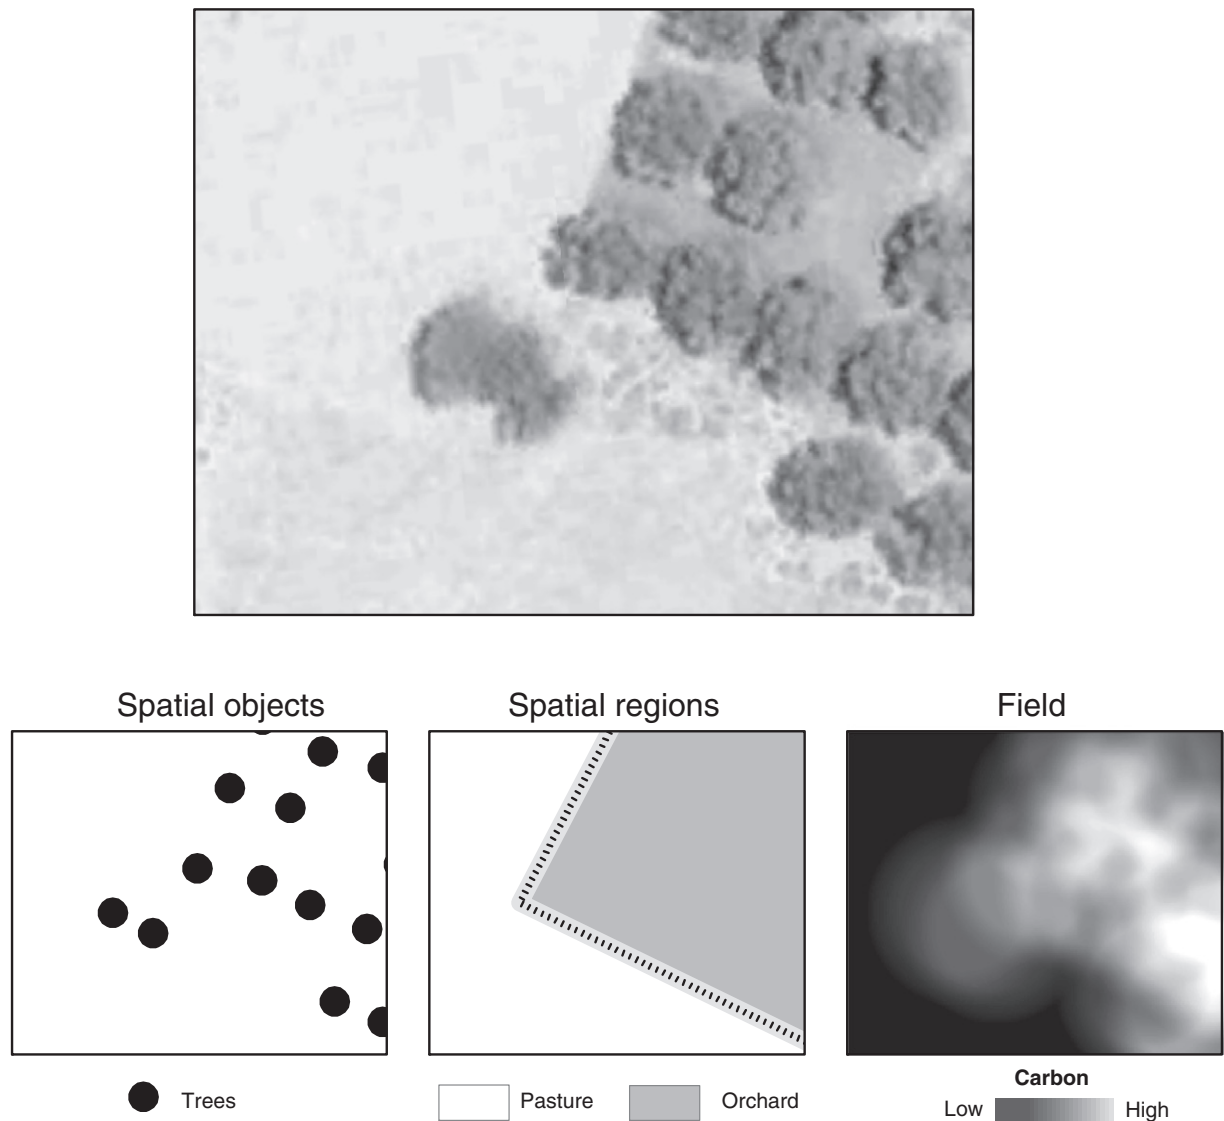 Spatial objects
Spatial regions
Field
Trees
Pasture
Orchard
Carbon
Low
High